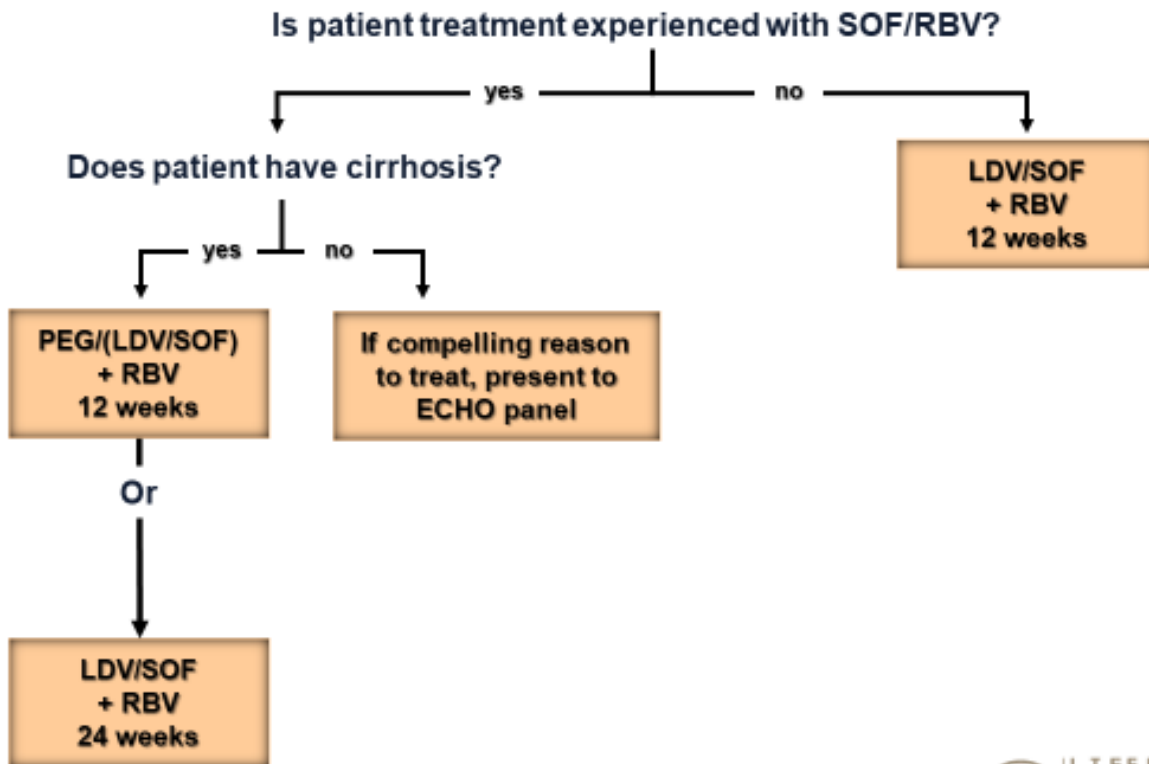 Is patient treatment experienced with SOF/RBV?
yes
no
Does patient have cirrhosis?
LDV/SOF
+ RBV
12 weeks
yes
no
PEG/(LDV/SOF)
+ RBV
12 weeks
If compelling reason
to treat, present to
ECHO panel
Or
LDV/SOF
+ RBV
24 weeks